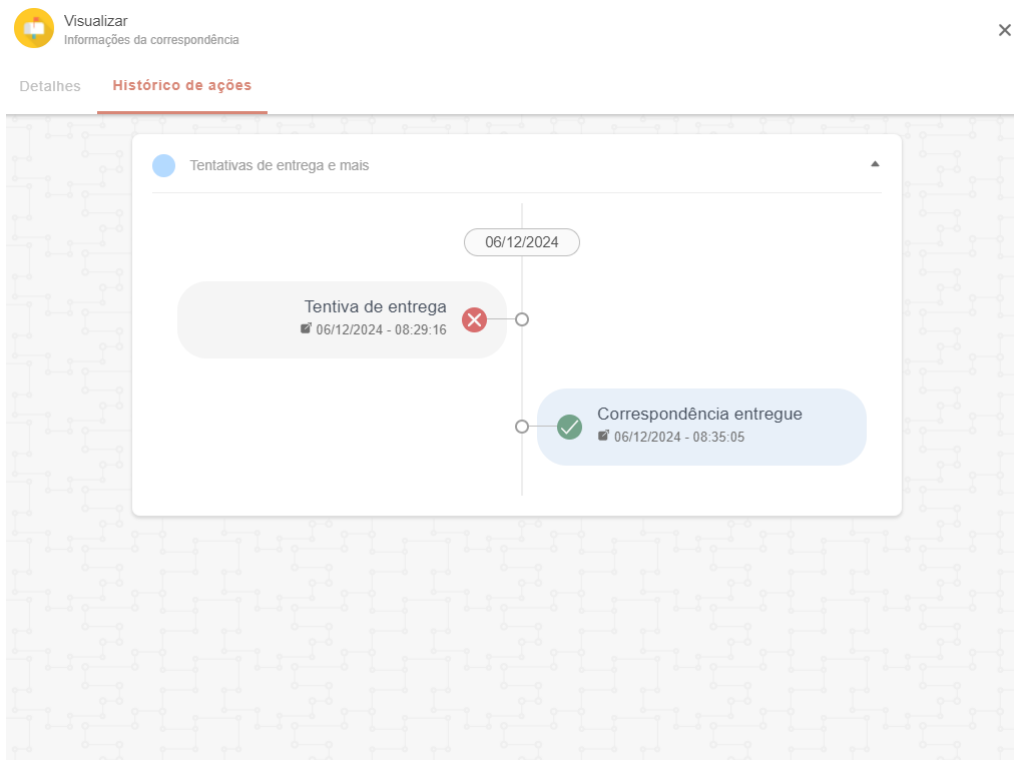 Visualizar
Informações da correspondência
Detalhes
Histórico de ações
Tentativas de entrega e mais
06/12/2024
Tentiva de entrega
06/12/2024 - 08:29:16
Correspondência entregue
06/12/2024 - 08:35:05